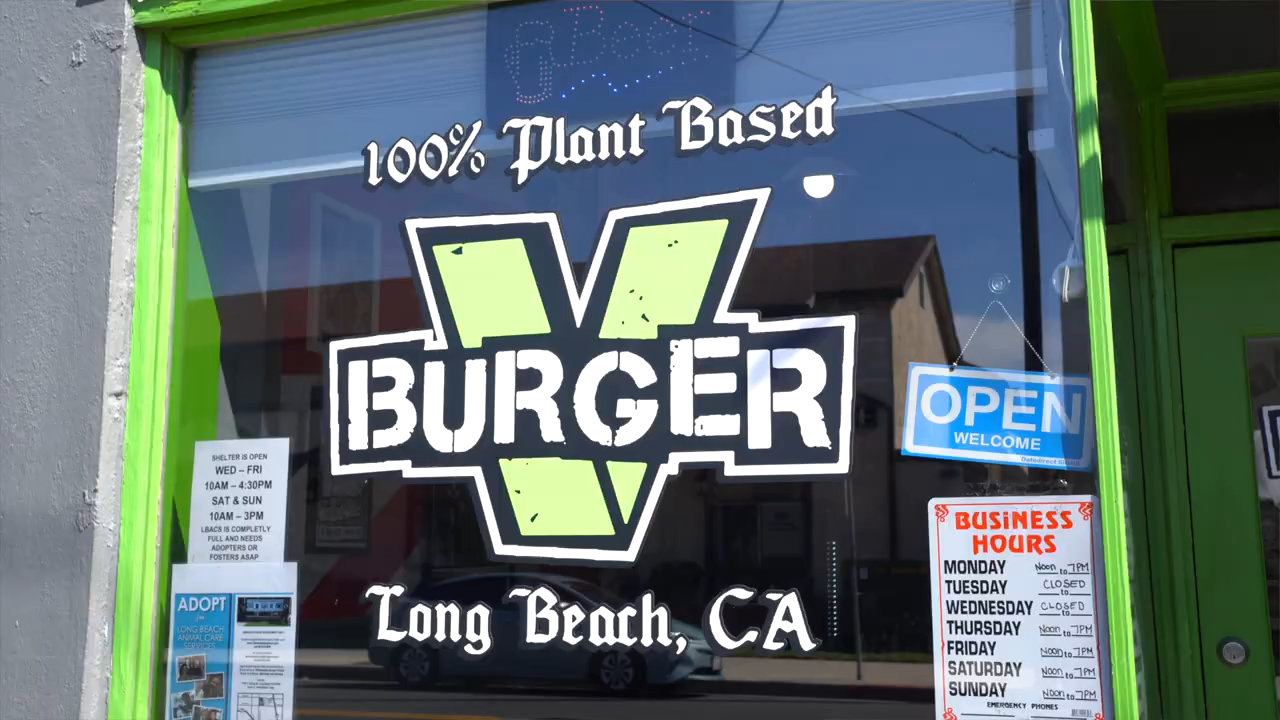 Beer
100% Plant Based
V
BURGER
Long Beach, CA
OPEN
WELCOME
SHELTER IS OPEN
WED – FRI
10AM – 4:30PM
SAT & SUN
10AM – 3PM
LBACS IS COMPLETLY
FULL AND NEEDS
ADOPTERS OR
FOSTERS ASAP
ADOPT
for
LONG BEACH
ANIMAL CARE
SERVICES
BUSiNESS
HOURS
MONDAY Noon to 7PM
TUESDAY CLOSED
WEDNESDAY to CLOSED
THURSDAY Noon to 7PM
FRIDAY Noon to 7PM
SATURDAY Noon to 7PM
SUNDAY Noon to 7PM
EMERGENCY PHONES